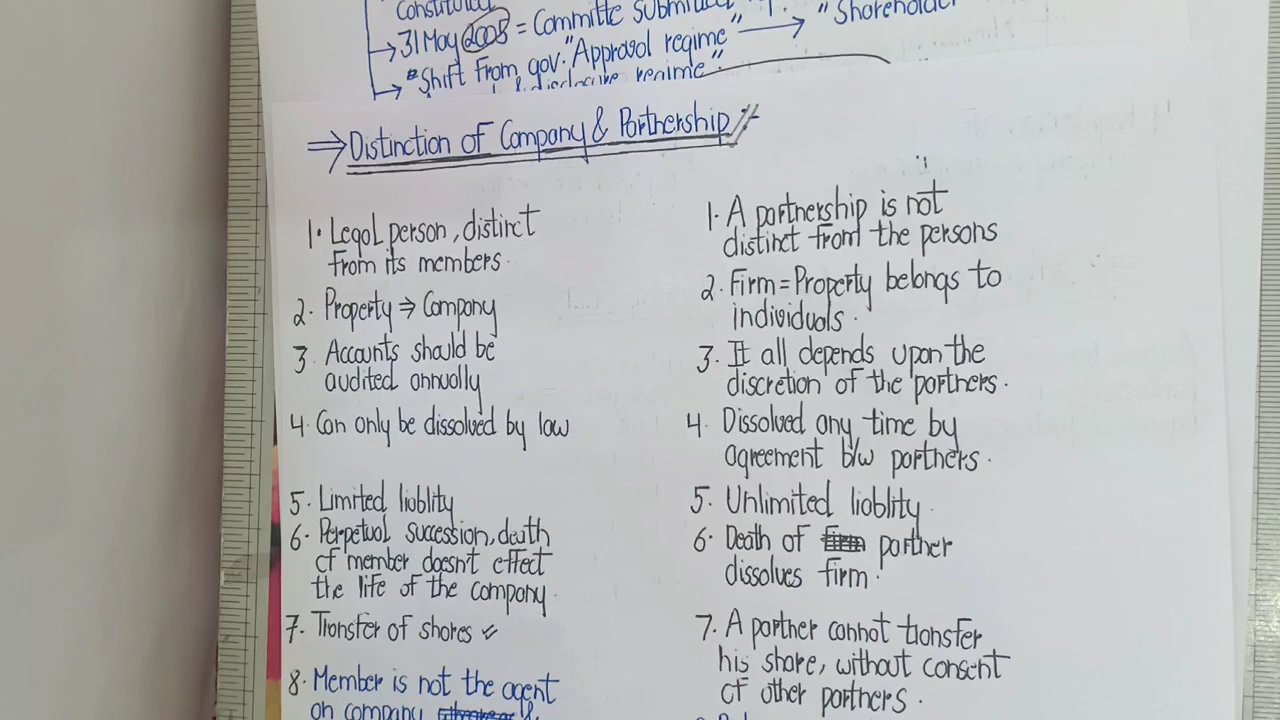 constituted
→ 31 May 2005 = Committe submitted
"Shareholder
* Shift from gov. "Approval regime" →
disclosure regime"
⇒ Distinction of Company & Partnership //-
1. Legal person, distinct
from its members.
2. Property ⇒ Company
3. Accounts should be
audited annually
4. Can only be dissolved by law
5. Limited liablity
6. Perpetual succession, death
of member doesn't effect
the life of the company.
7. Transfer of shares ✓
8. Member is not the agent
on company
1. A partnership is not
distinct from the persons
2. Firm = Property belongs to
individuals.
3. It all depends upon the
discretion of the partners.
4. Dissolved any time by
agreement b/w partners.
5. Unlimited liablity.
6. Death of partner
dissolves firm.
7. A partner cannot transfer
his share, without consent
of other partners.